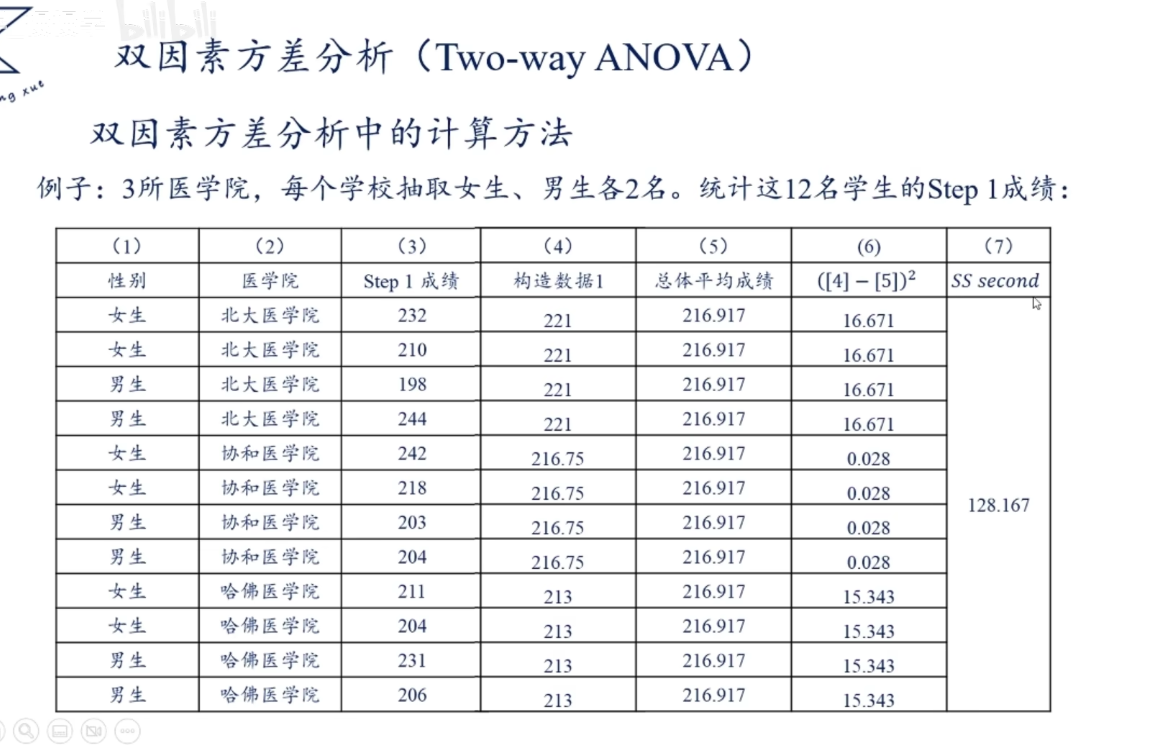 bilibili
ng xue
双因素方差分析（Two-way ANOVA）
双因素方差分析中的计算方法
例子：3所医学院，每个学校抽取女生、男生各2名。统计这12名学生的Step 1成绩：
（1） （2） （3） （4） （5） (6) （7）
性别 医学院 Step 1 成绩 构造数据1 总体平均成绩 ([4] − [5])² SS second
女生 北大医学院 232 221 216.917 16.671
女生 北大医学院 210 221 216.917 16.671
男生 北大医学院 198 221 216.917 16.671
男生 北大医学院 244 221 216.917 16.671
女生 协和医学院 242 216.75 216.917 0.028
女生 协和医学院 218 216.75 216.917 0.028
128.167
男生 协和医学院 203 216.75 216.917 0.028
男生 协和医学院 204 216.75 216.917 0.028
女生 哈佛医学院 211 213 216.917 15.343
女生 哈佛医学院 204 213 216.917 15.343
男生 哈佛医学院 231 213 216.917 15.343
男生 哈佛医学院 206 213 216.917 15.343